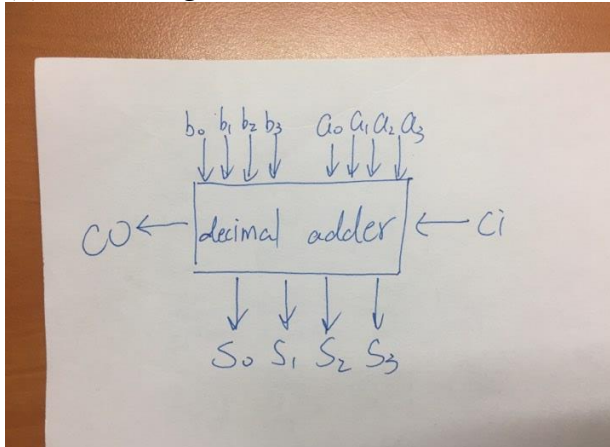 b₀ b₁ b₂ b₃ a₀ a₁ a₂ a₃
CO decimal adder Ci
S₀ S₁ S₂ S₃